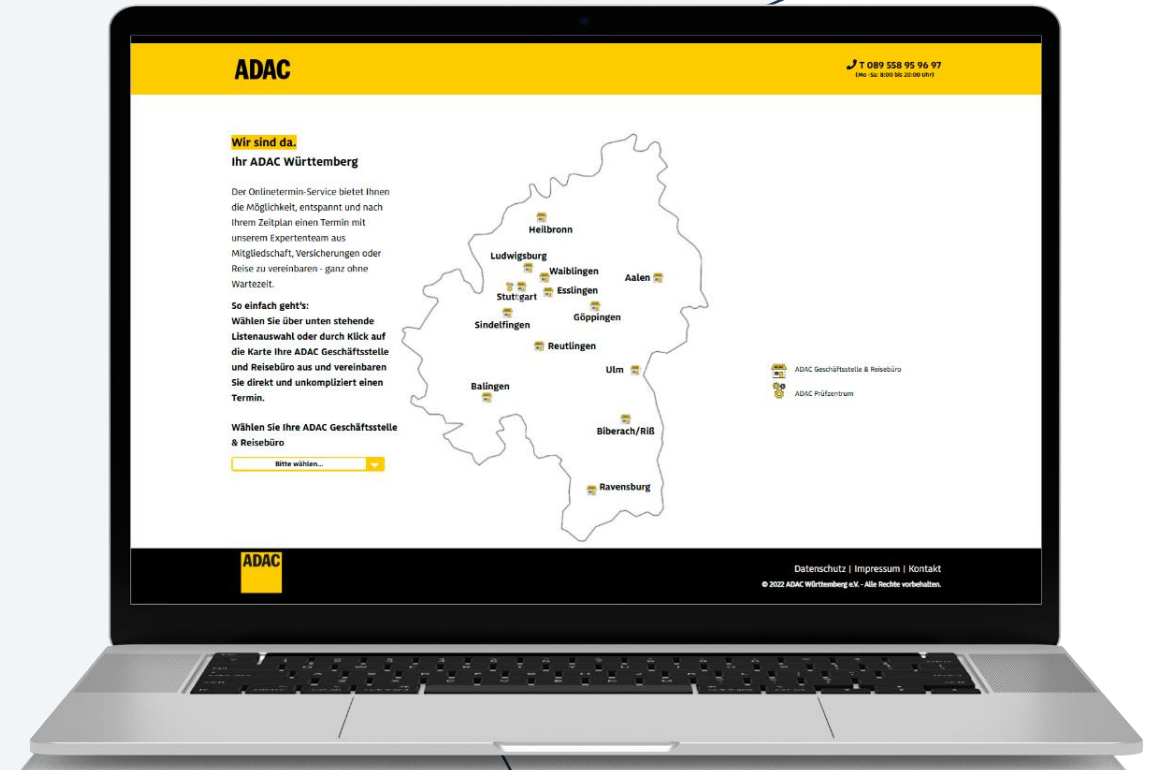 ADAC
T 089 558 95 96 97
(Mo -Sa: 8:00 bis 20:00 Uhr)
Wir sind da.
Ihr ADAC Württemberg
Der Onlinetermin-Service bietet Ihnen
die Möglichkeit, entspannt und nach
Ihrem Zeitplan einen Termin mit
unserem Expertenteam aus
Mitgliedschaft, Versicherungen oder
Reise zu vereinbaren - ganz ohne
Wartezeit.
So einfach geht's:
Wählen Sie über unten stehende
Listenauswahl oder durch Klick auf
die Karte Ihre ADAC Geschäftsstelle
und Reisebüro aus und vereinbaren
Sie direkt und unkompliziert einen
Termin.
Wählen Sie Ihre ADAC Geschäftsstelle
& Reisebüro
Bitte wählen...
Heilbronn
Ludwigsburg
Waiblingen
Aalen
Esslingen
Stuttgart
Göppingen
Sindelfingen
Reutlingen
Ulm
Balingen
Biberach/Riß
Ravensburg
ADAC Geschäftsstelle & Reisebüro
ADAC Prüfzentrum
ADAC
Datenschutz | Impressum | Kontakt
© 2022 ADAC Württemberg e.V. - Alle Rechte vorbehalten.